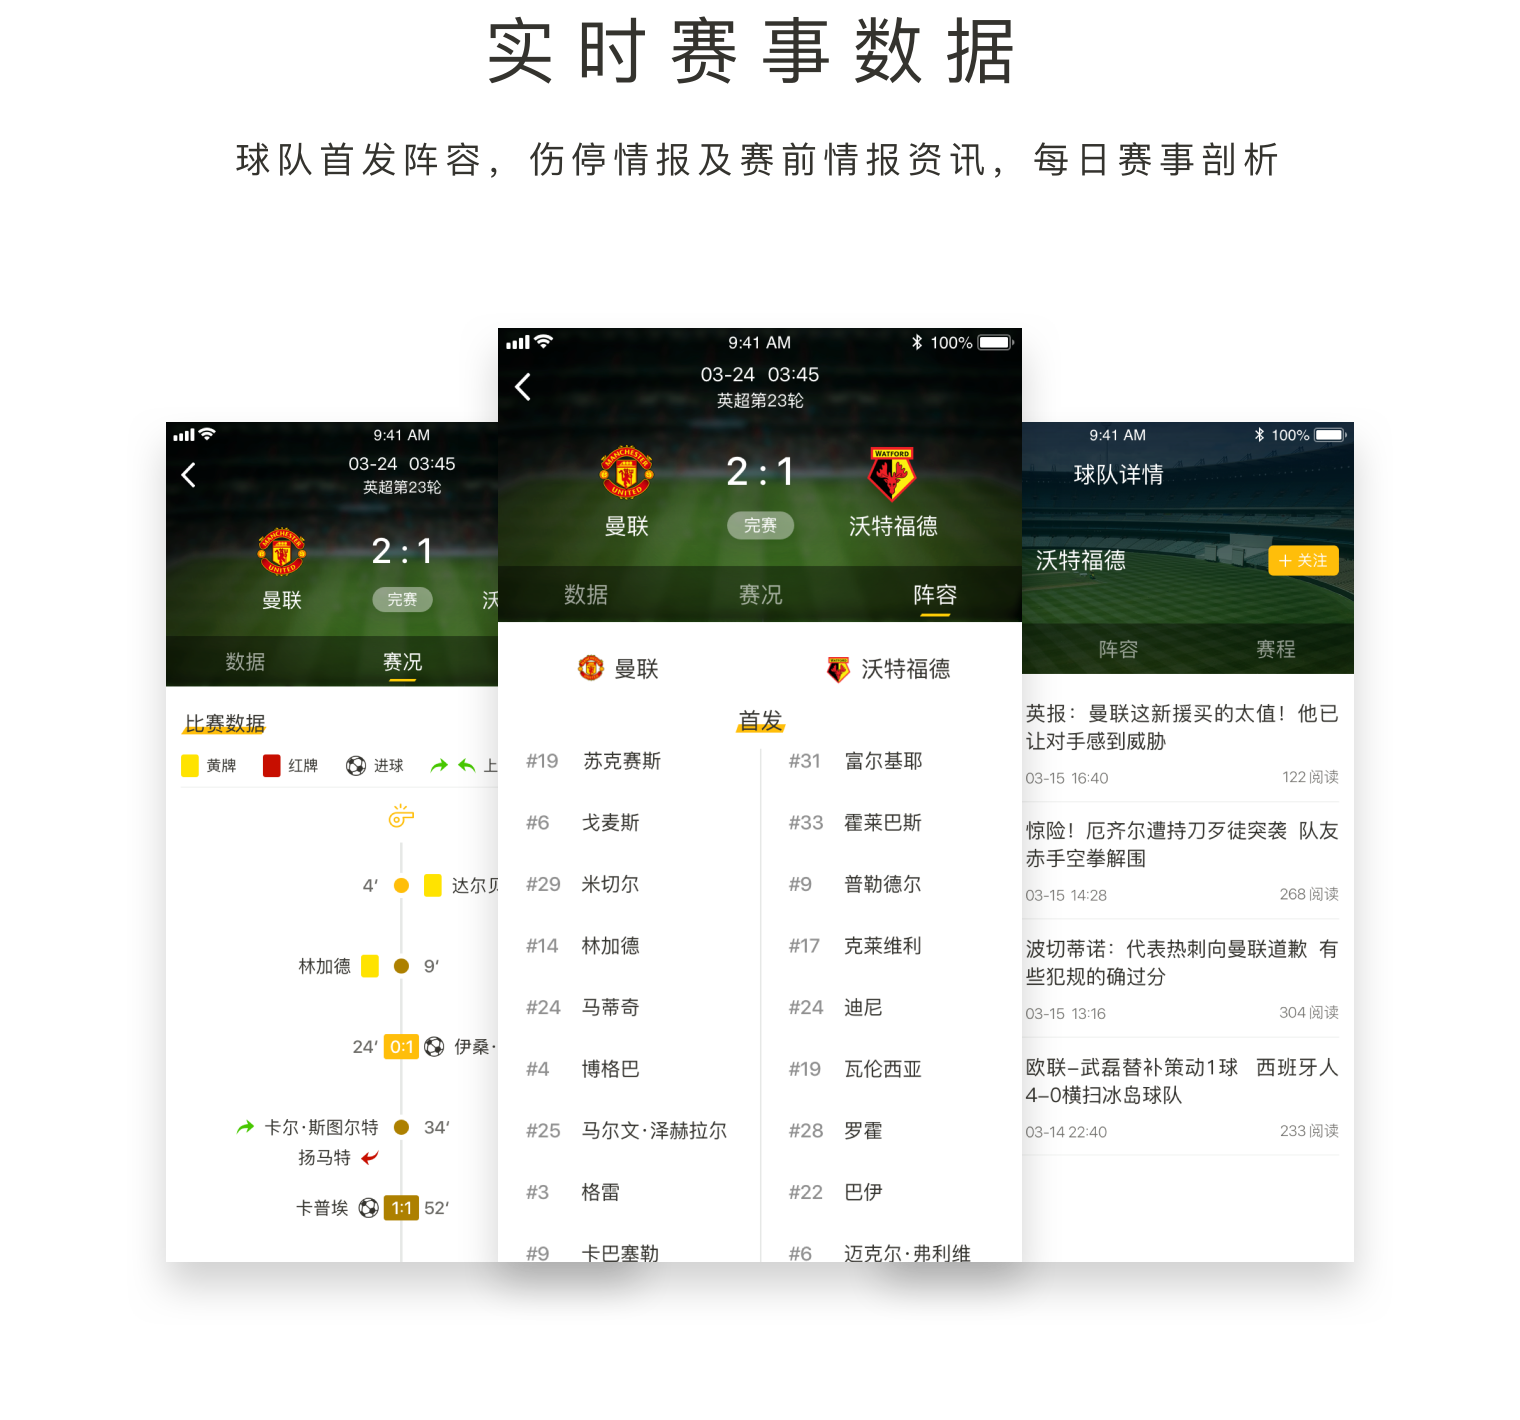 实时赛事数据
球队首发阵容，伤停情报及赛前情报资讯，每日赛事剖析
9:41 AM
03-24 03:45
英超第23轮
2 : 1
曼联
完赛
沃
数据
赛况
比赛数据
黄牌
红牌
进球
上
4′
达尔贝
林加德
9′
24′
0:1
伊桑·
卡尔·斯图尔特
34′
扬马特
卡普埃
1:1
52′
9:41 AM
100%
03-24 03:45
英超第23轮
MANCHESTER
UNITED
2 : 1
WATFORD
曼联
完赛
沃特福德
数据
赛况
阵容
曼联
沃特福德
首发
#19 苏克赛斯
#31 富尔基耶
#6 戈麦斯
#33 霍莱巴斯
#29 米切尔
#9 普勒德尔
#14 林加德
#17 克莱维利
#24 马蒂奇
#24 迪尼
#4 博格巴
#19 瓦伦西亚
#25 马尔文·泽赫拉尔
#28 罗霍
#3 格雷
#22 巴伊
#9 卡巴塞勒
#6 迈克尔·弗利维
9:41 AM
100%
球队详情
沃特福德
+ 关注
阵容
赛程
英报：曼联这新援买的太值！他已
让对手感到威胁
03-15 16:40
122 阅读
惊险！厄齐尔遭持刀歹徒突袭 队友
赤手空拳解围
03-15 14:28
268 阅读
波切蒂诺：代表热刺向曼联道歉 有
些犯规的确过分
03-15 13:16
304 阅读
欧联-武磊替补策动1球 西班牙人
4-0横扫冰岛球队
03-14 22:40
233 阅读